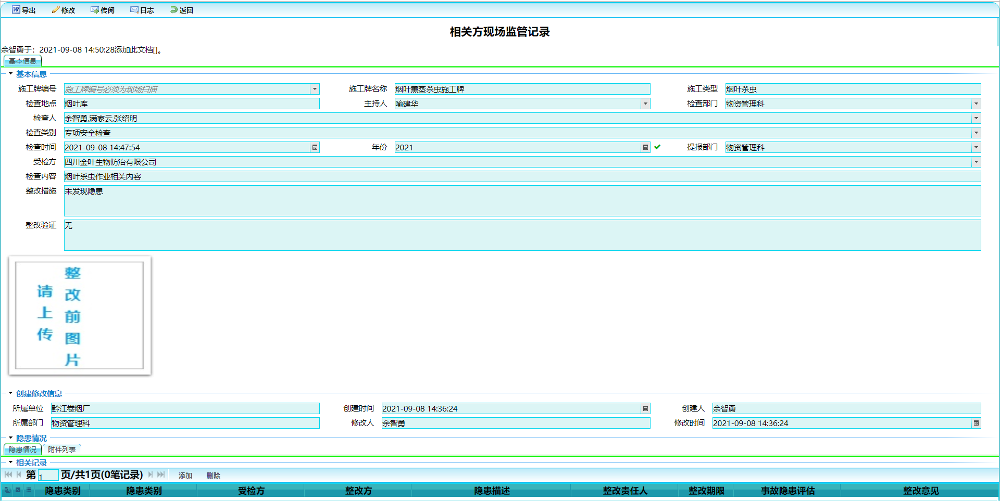 导出 修改 传阅 日志 返回
相关方现场监管记录
余智勇于：2021-09-08 14:50:28添加此文档[]。
基本信息
基本信息
施工牌编号 施工牌编号必须为现场扫描 施工牌名称 烟叶熏蒸杀虫施工牌 施工类型 烟叶杀虫
检查地点 烟叶库 主持人 喻建华 检查部门 物资管理科
检查人 余智勇,满家云,张绍明
检查类别 专项安全检查
检查时间 2021-09-08 14:47:54 年份 2021 提报部门 物资管理科
受检方 四川金叶生物防治有限公司
检查内容 烟叶杀虫作业相关内容
整改措施 未发现隐患
整改验证 无
请上传
整改前图片
创建修改信息
所属单位 黔江卷烟厂 创建时间 2021-09-08 14:36:24 创建人 余智勇
所属部门 物资管理科 修改人 余智勇 修改时间 2021-09-08 14:36:24
隐患情况
隐患情况 附件列表
相关记录
第 1 页/共1页(0笔记录) 添加 删除
隐患类别 隐患类别 受检方 整改方 隐患描述 整改责任人 整改期限 事故隐患评估 整改意见